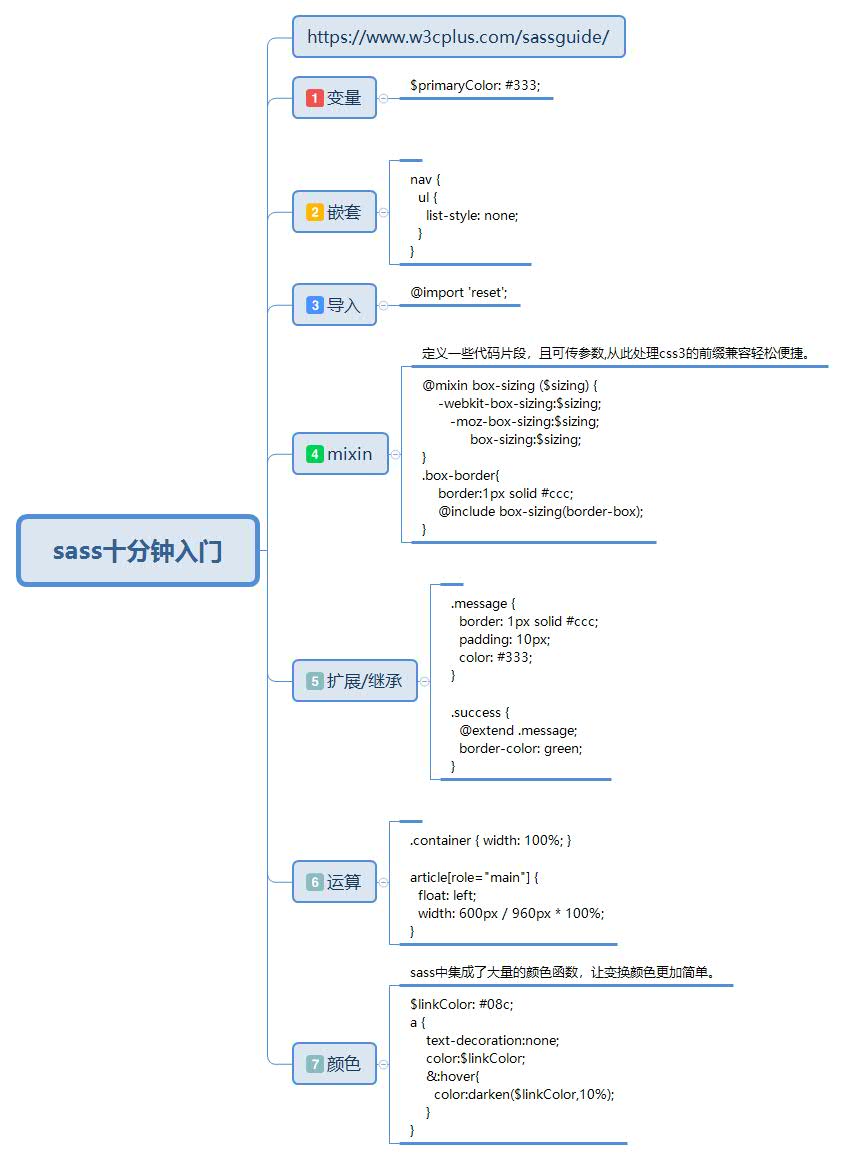 https://www.w3cplus.com/sassguide/
1 变量
$primaryColor: #333;
2 嵌套
nav {
ul {
list-style: none;
}
}
3 导入
@import 'reset';
4 mixin
定义一些代码片段，且可传参数,从此处理css3的前缀兼容轻松便捷。
@mixin box-sizing ($sizing) {
-webkit-box-sizing:$sizing;
-moz-box-sizing:$sizing;
box-sizing:$sizing;
}
.box-border{
border:1px solid #ccc;
@include box-sizing(border-box);
}
sass十分钟入门
5 扩展/继承
.message {
border: 1px solid #ccc;
padding: 10px;
color: #333;
}
.success {
@extend .message;
border-color: green;
}
6 运算
.container { width: 100%; }
article[role="main"] {
float: left;
width: 600px / 960px * 100%;
}
7 颜色
sass中集成了大量的颜色函数，让变换颜色更加简单。
$linkColor: #08c;
a {
text-decoration:none;
color:$linkColor;
&:hover{
color:darken($linkColor,10%);
}
}